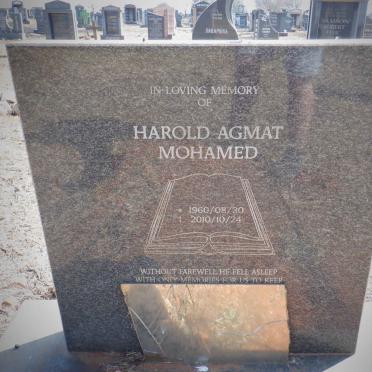 IN LOVING MEMORY
OF
HAROLD AGMAT
MOHAMED
* 1960/08/30
† 2010/10/24
WITHOUT FAREWELL HE FELL ASLEEP
WITH ONLY MEMORIES FOR US TO KEEP